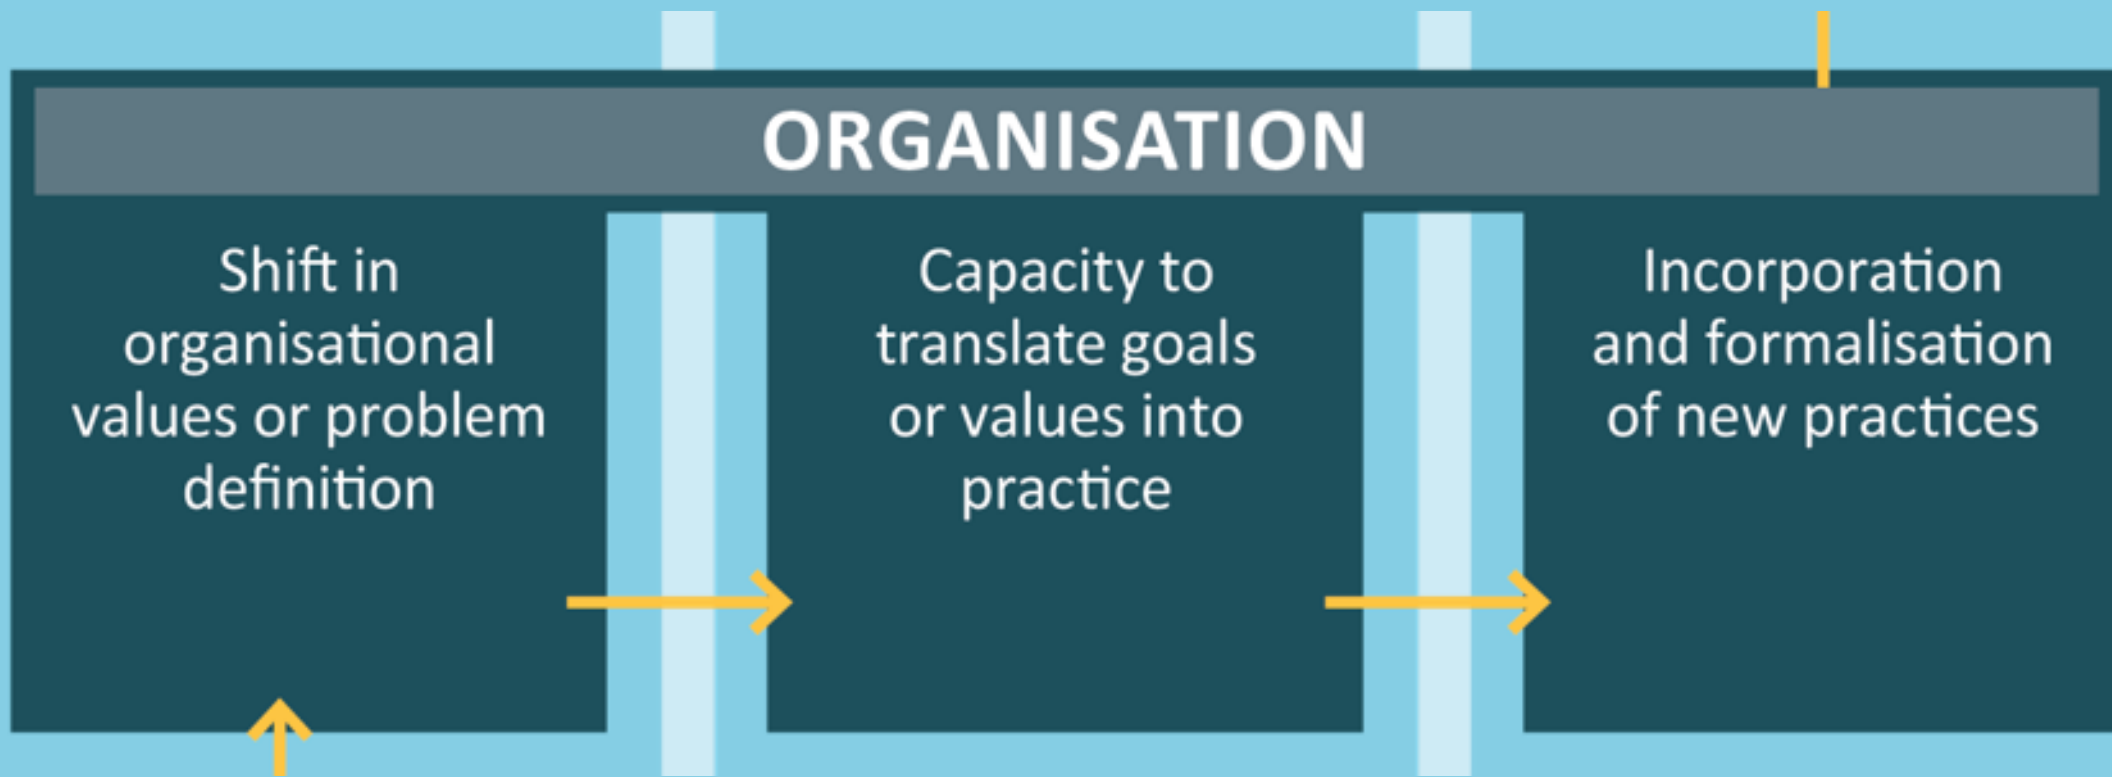 ORGANISATION
Shift in
organisational
values or problem
definition
Capacity to
translate goals
or values into
practice
Incorporation
and formalisation
of new practices